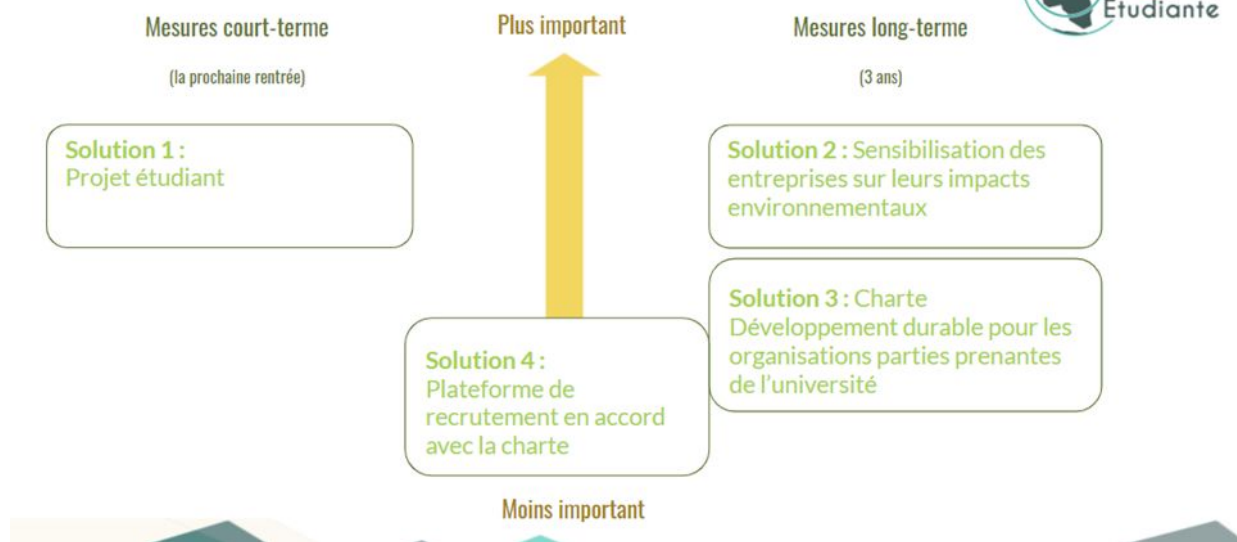 Etudiante
Mesures court-terme
Plus important
Mesures long-terme
(la prochaine rentrée)
(3 ans)
Solution 1 :
Projet étudiant
Solution 2 : Sensibilisation des
entreprises sur leurs impacts
environnementaux
Solution 3 : Charte
Développement durable pour les
organisations parties prenantes
de l'université
Solution 4 :
Plateforme de
recrutement en accord
avec la charte
Moins important